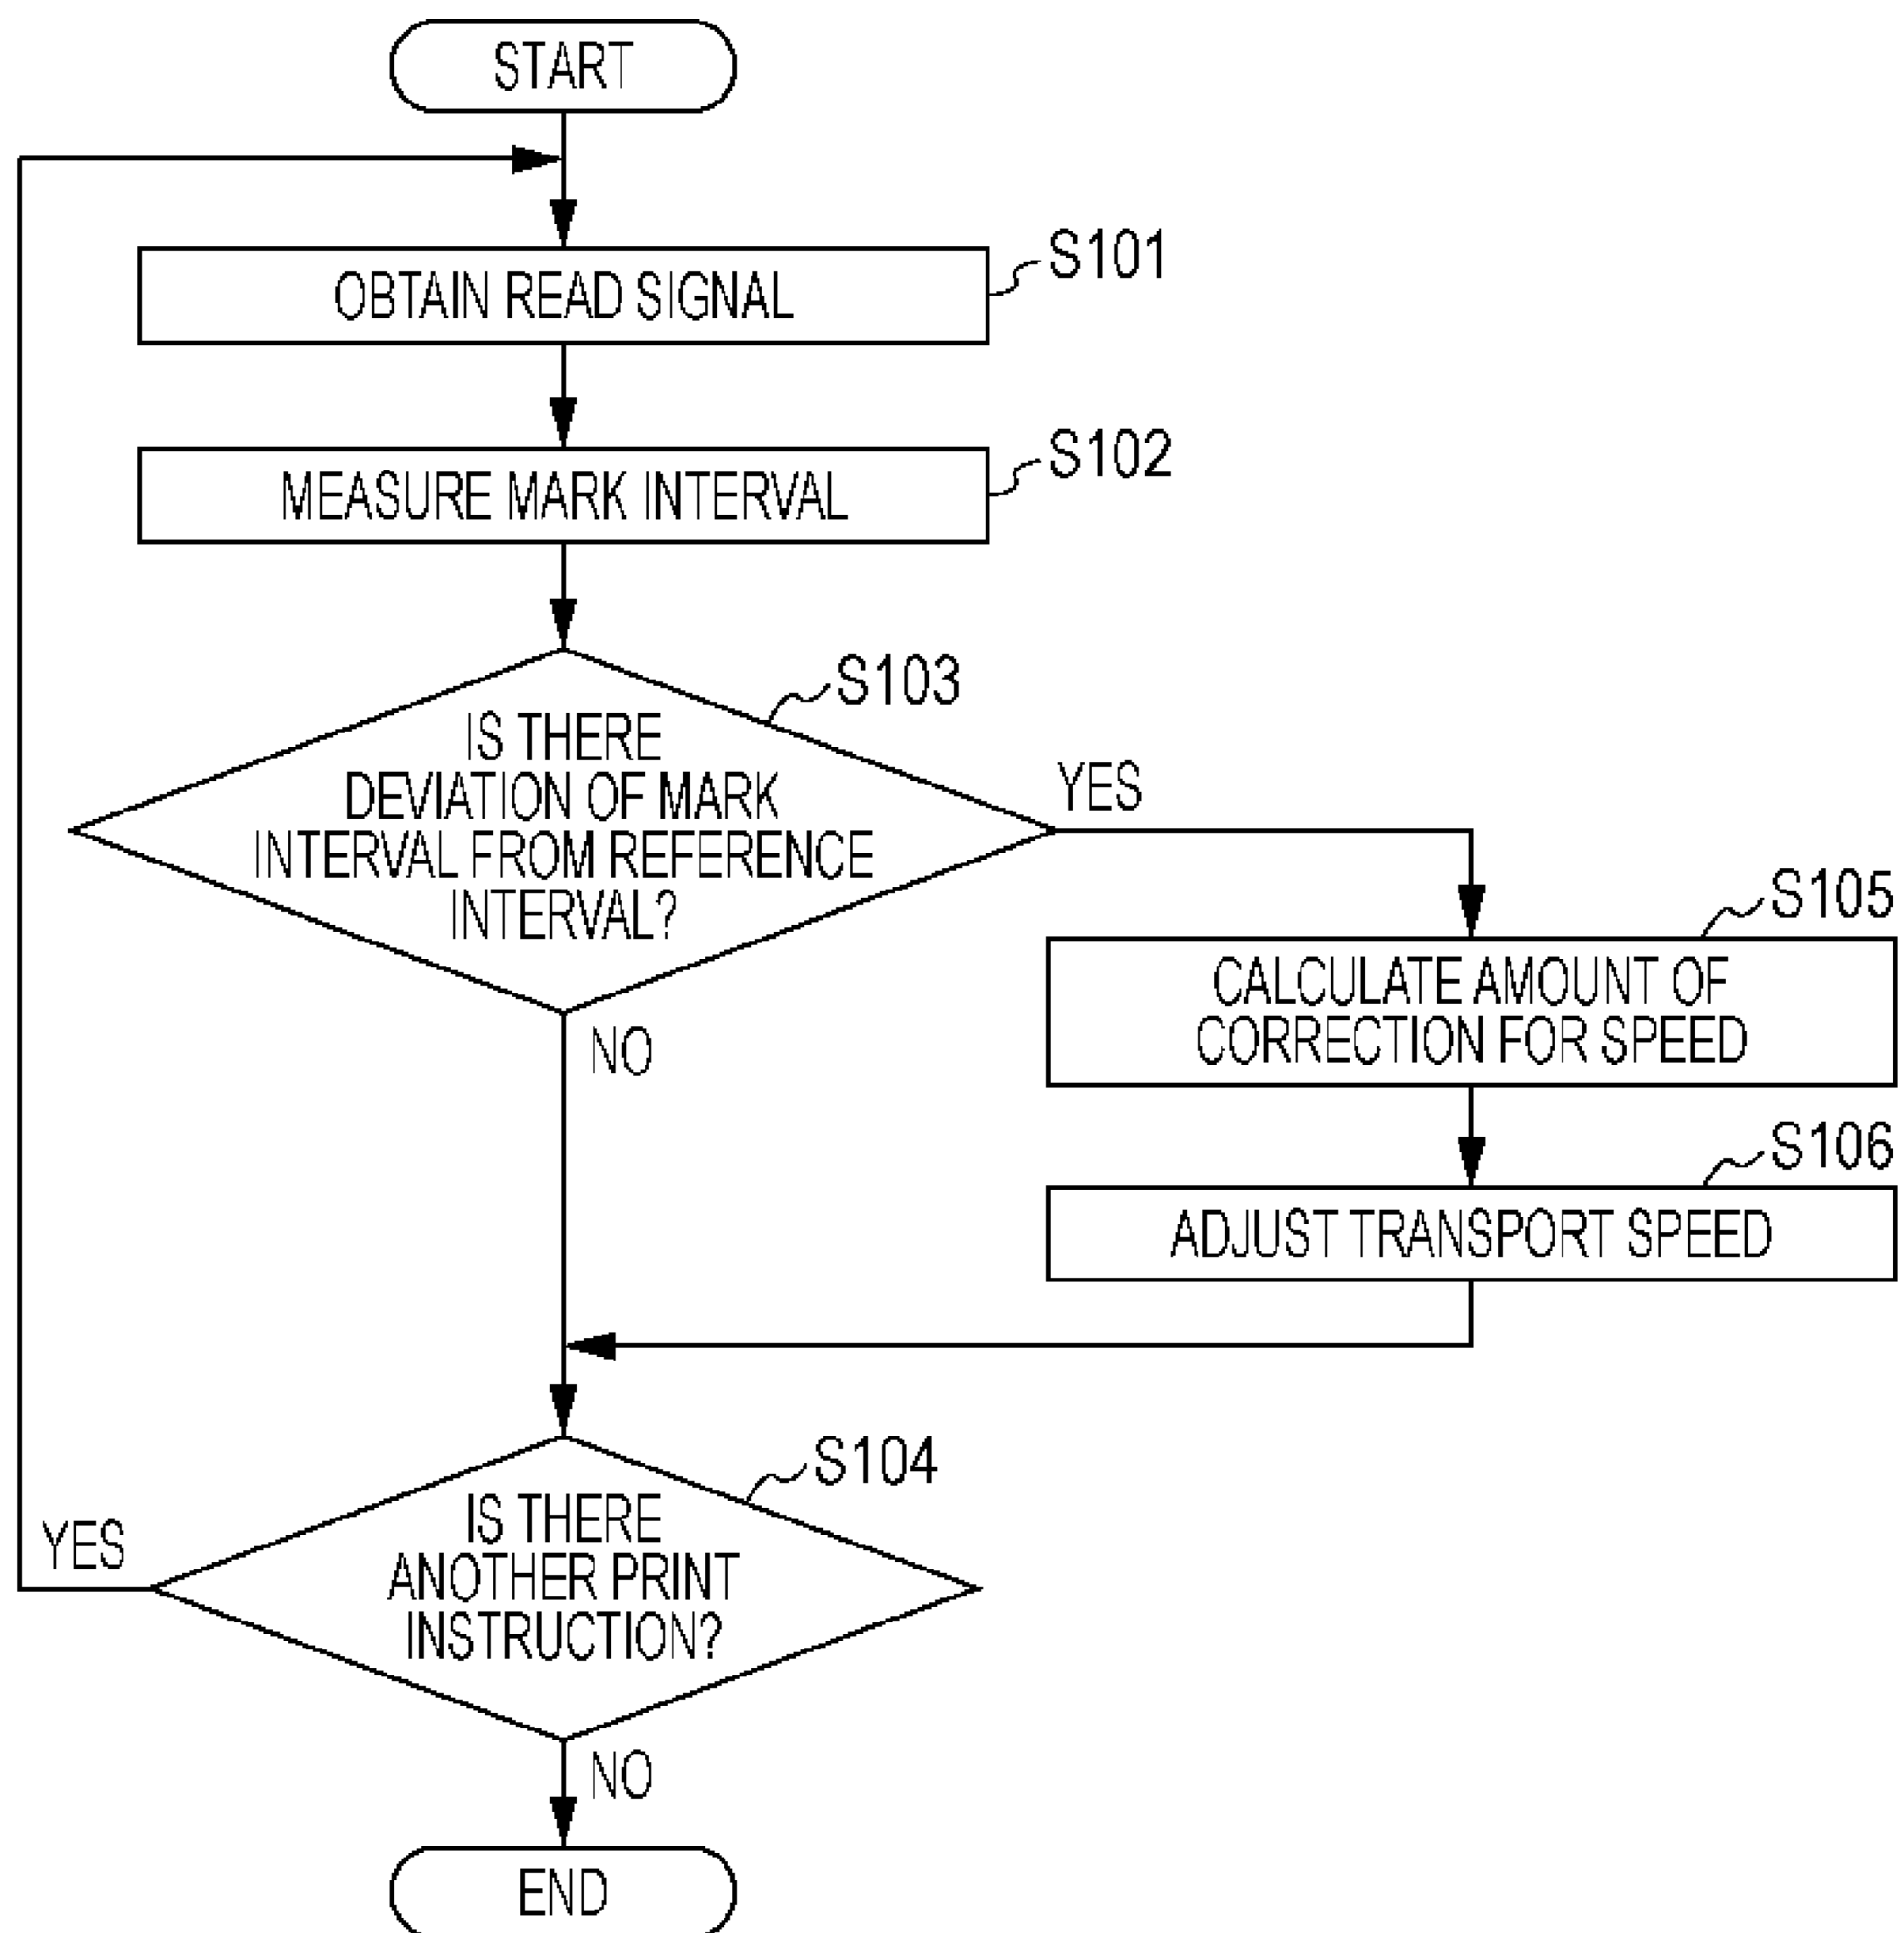 START
OBTAIN READ SIGNAL
S101
MEASURE MARK INTERVAL
S102
S103
IS THERE
DEVIATION OF MARK
INTERVAL FROM REFERENCE
INTERVAL?
YES
NO
S105
CALCULATE AMOUNT OF
CORRECTION FOR SPEED
S106
ADJUST TRANSPORT SPEED
S104
IS THERE
ANOTHER PRINT
INSTRUCTION?
YES
NO
END